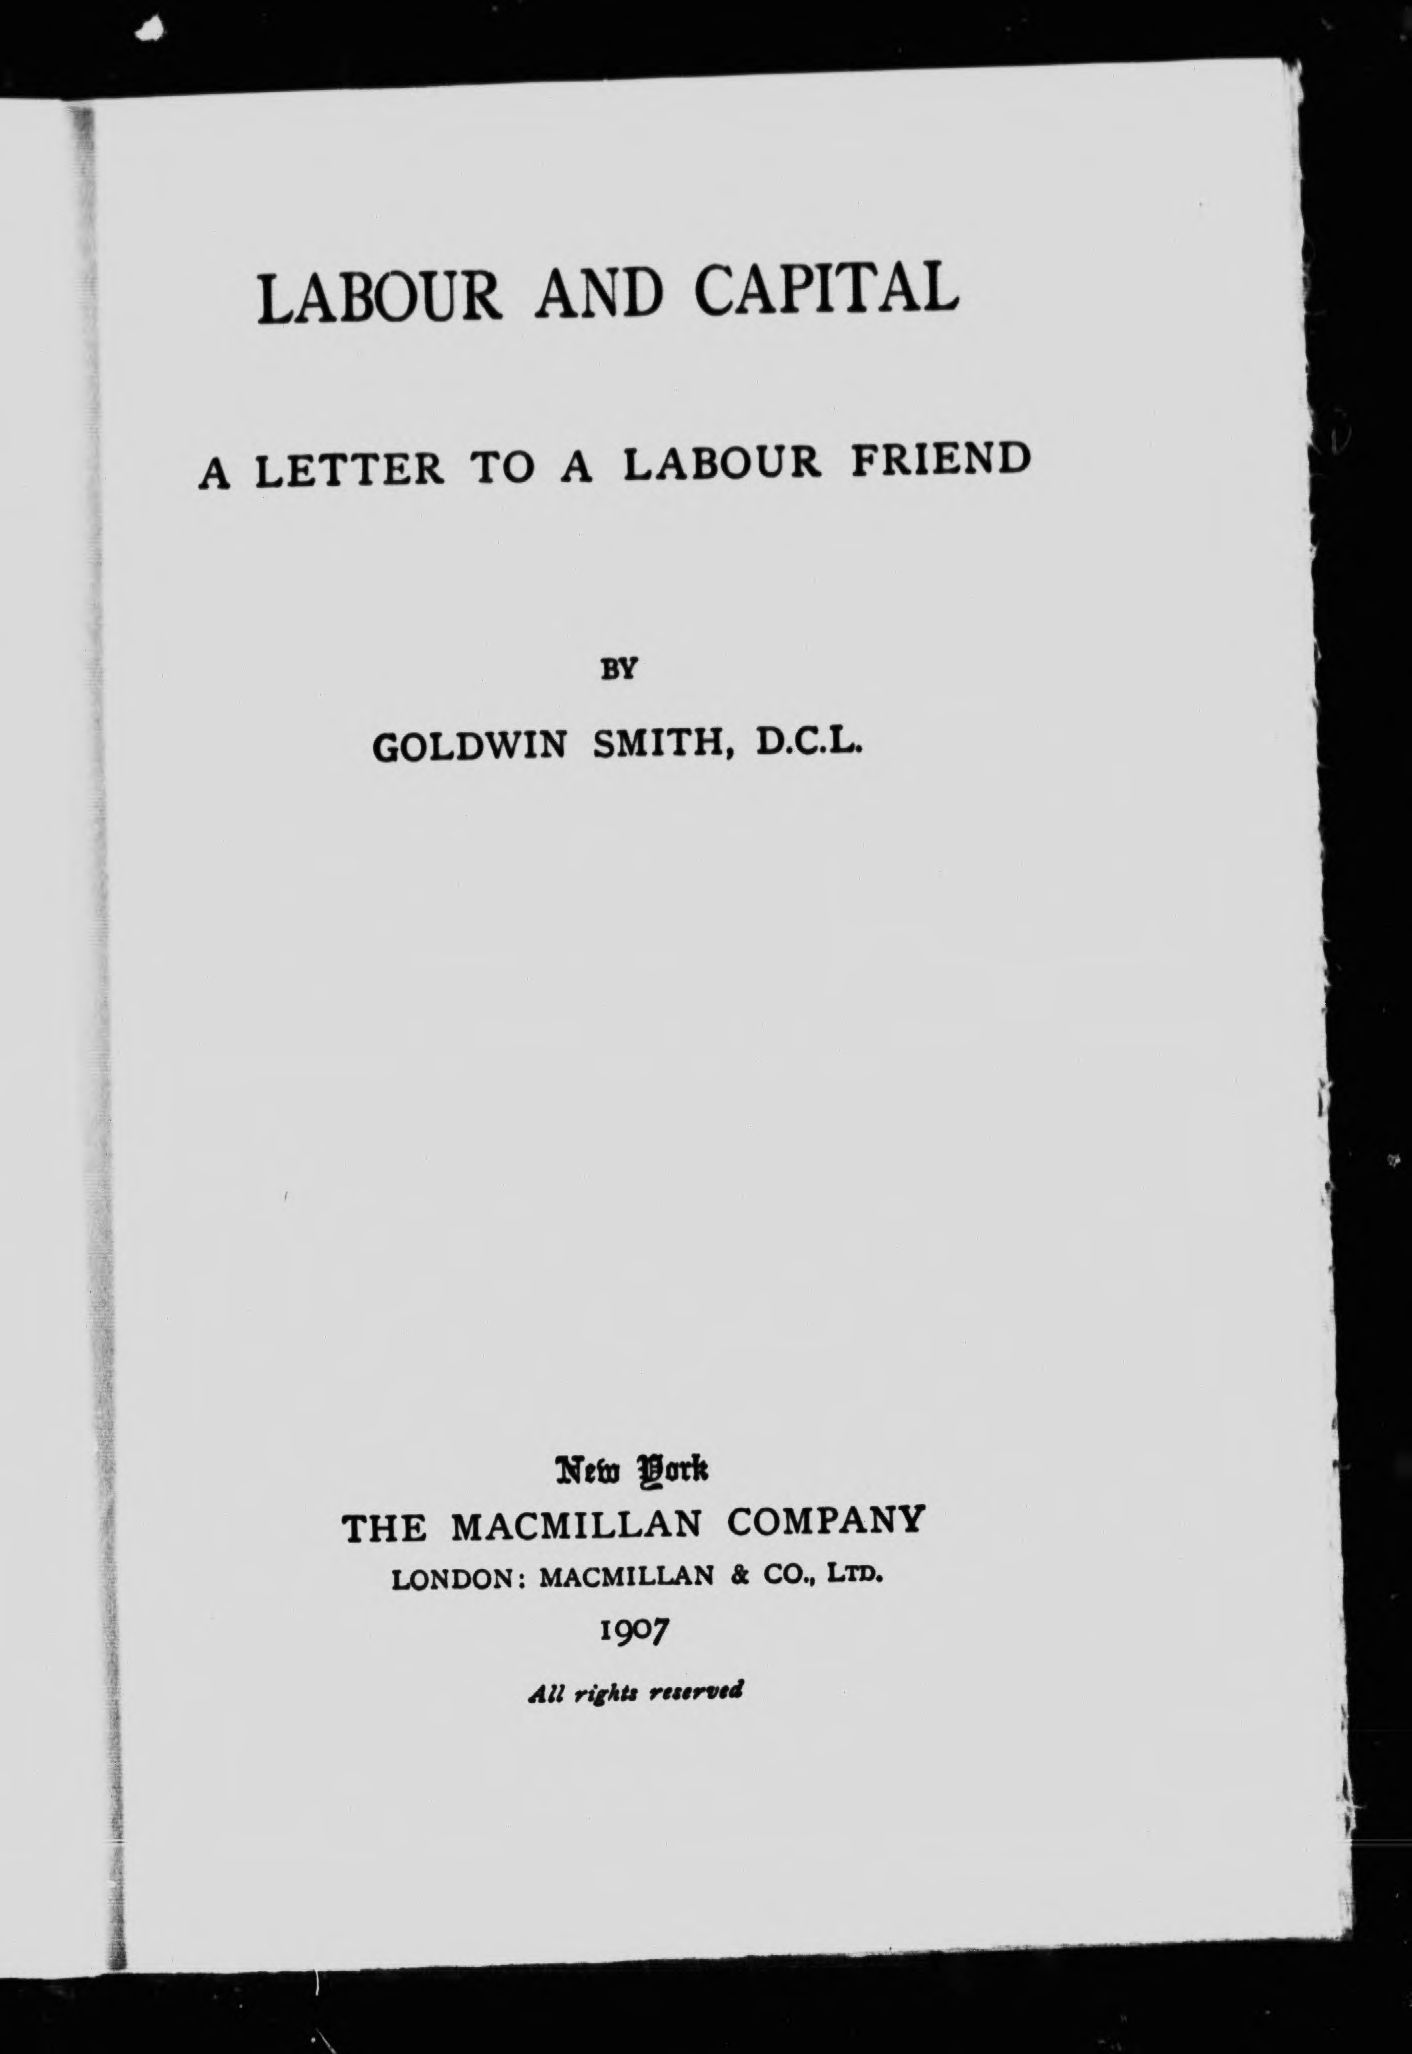 LABOUR AND CAPITAL
A LETTER TO A LABOUR FRIEND
BY
GOLDWIN SMITH, D.C.L.
New York
THE MACMILLAN COMPANY
LONDON: MACMILLAN & CO., LTD.
1907
All rights reserved